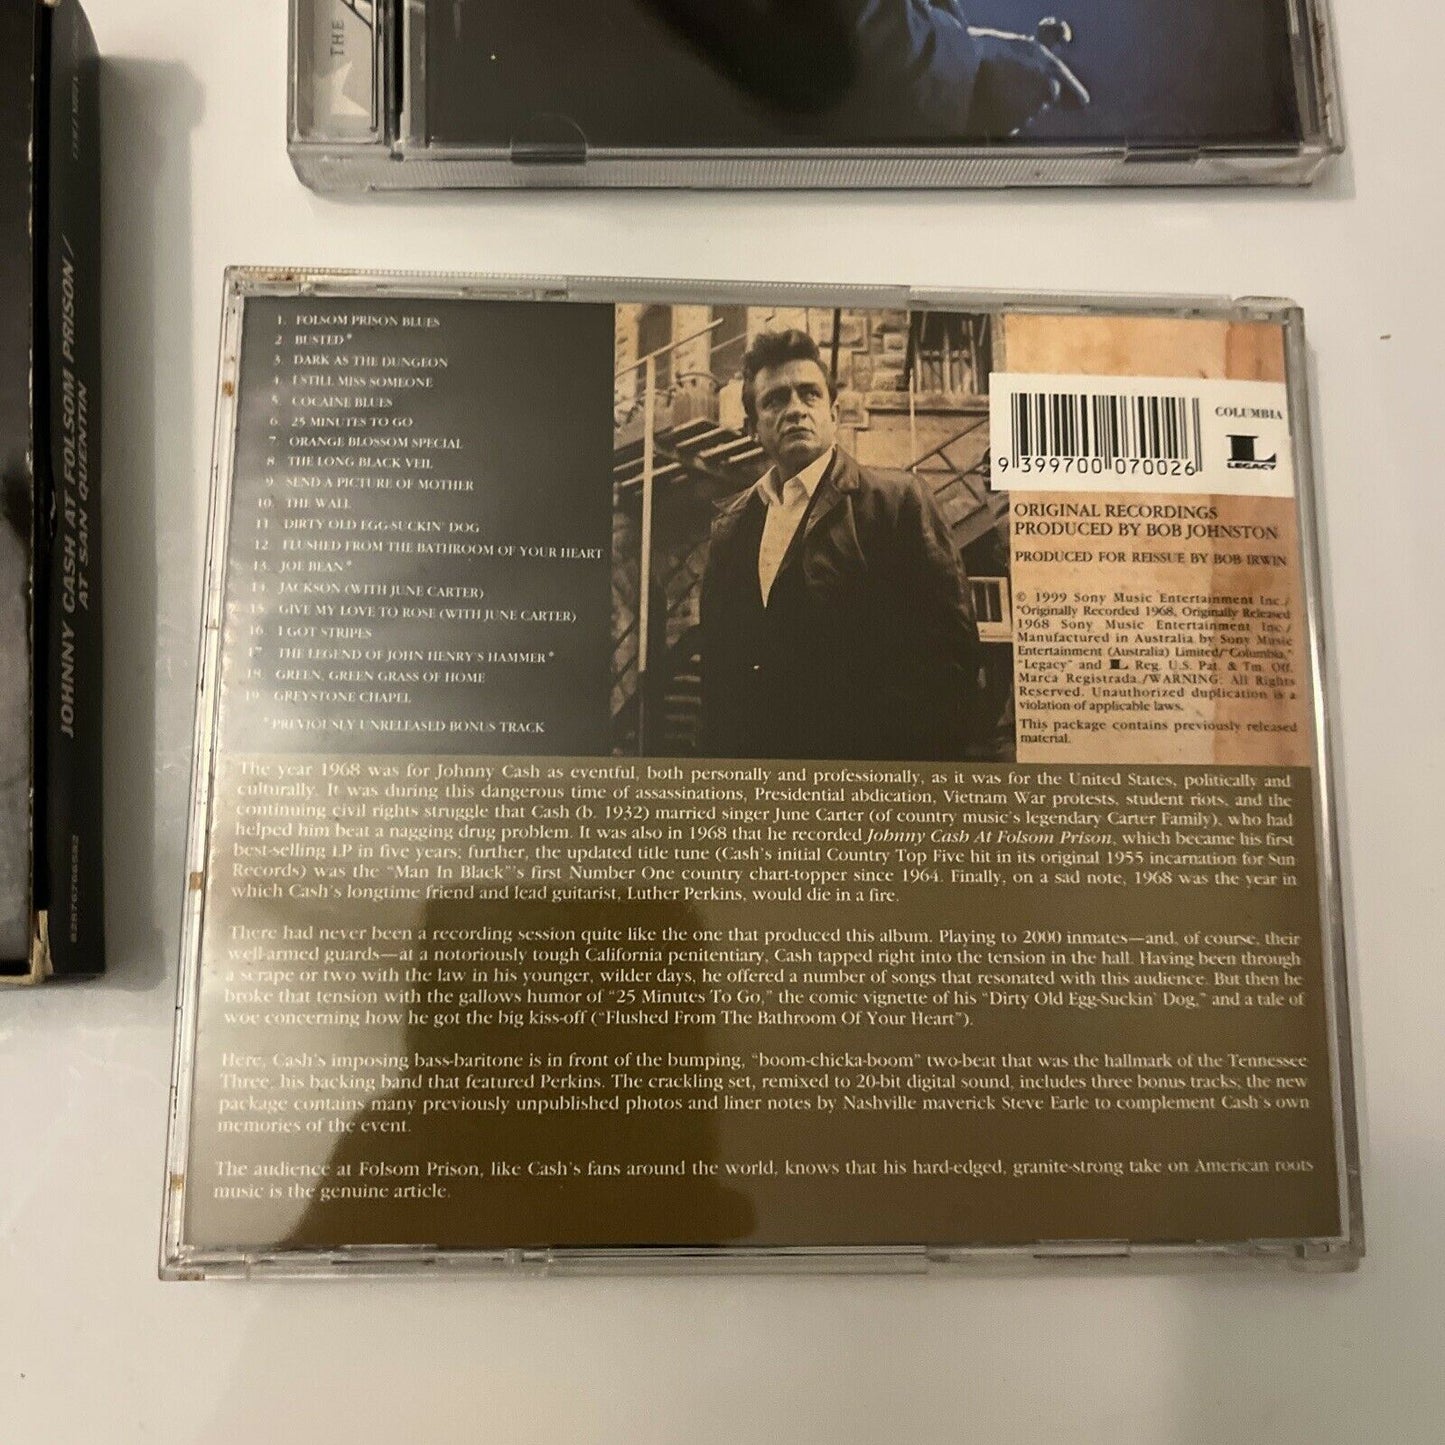 THE
JOHNNY CASH AT FOLSOM PRISON /
AT SAN QUENTIN
82876766582
1. FOLSOM PRISON BLUES
2 BUSTED*
3. DARK AS THE DUNGEON
4. I STILL MISS SOMEONE
5. COCAINE BLUES
6. 25 MINUTES TO GO
7. ORANGE BLOSSOM SPECIAL
8. THE LONG BLACK VEIL
9. SEND A PICTURE OF MOTHER
10. THE WALL
11. DIRTY OLD EGG-SUCKIN' DOG
12. FLUSHED FROM THE BATHROOM OF YOUR HEART
13. JOE BEAN*
14. JACKSON (WITH JUNE CARTER)
15. GIVE MY LOVE TO ROSE (WITH JUNE CARTER)
16. I GOT STRIPES
17. THE LEGEND OF JOHN HENRY'S HAMMER*
18. GREEN, GREEN GRASS OF HOME
19. GREYSTONE CHAPEL
*PREVIOUSLY UNRELEASED BONUS TRACK
COLUMBIA
L
LEGACY
9 399700 070026
ORIGINAL RECORDINGS
PRODUCED BY BOB JOHNSTON
PRODUCED FOR REISSUE BY BOB IRWIN
© 1999 Sony Music Entertainment Inc./
"Originally Recorded 1968, Originally Released
1968 Sony Music Entertainment Inc./
Manufactured in Australia by Sony Music
Entertainment (Australia) Limited/"Columbia,"
"Legacy" and L Reg. U.S. Pat. & Tm. Off.
Marca Registrada./WARNING: All Rights
Reserved. Unauthorized duplication is a
violation of applicable laws.
This package contains previously released
material.
The year 1968 was for Johnny Cash as eventful, both personally and professionally, as it was for the United States, politically and
culturally. It was during this dangerous time of assassinations, Presidential abdication, Vietnam War protests, student riots, and the
continuing civil rights struggle that Cash (b. 1932) married singer June Carter (of country music's legendary Carter Family), who had
helped him beat a nagging drug problem. It was also in 1968 that he recorded Johnny Cash At Folsom Prison, which became his first
best-selling LP in five years; further, the updated title tune (Cash's initial Country Top Five hit in its original 1955 incarnation for Sun
Records) was the "Man In Black"'s first Number One country chart-topper since 1964. Finally, on a sad note, 1968 was the year in
which Cash's longtime friend and lead guitarist, Luther Perkins, would die in a fire.
There had never been a recording session quite like the one that produced this album. Playing to 2000 inmates—and, of course, their
well-armed guards—at a notoriously tough California penitentiary, Cash tapped right into the tension in the hall. Having been through
a scrape or two with the law in his younger, wilder days, he offered a number of songs that resonated with this audience. But then he
broke that tension with the gallows humor of "25 Minutes To Go," the comic vignette of his "Dirty Old Egg-Suckin' Dog," and a tale of
woe concerning how he got the big kiss-off ("Flushed From The Bathroom Of Your Heart").
Here, Cash's imposing bass-baritone is in front of the bumping, "boom-chicka-boom" two-beat that was the hallmark of the Tennessee
Three, his backing band that featured Perkins. The crackling set, remixed to 20-bit digital sound, includes three bonus tracks; the new
package contains many previously unpublished photos and liner notes by Nashville maverick Steve Earle to complement Cash's own
memories of the event.
The audience at Folsom Prison, like Cash's fans around the world, knows that his hard-edged, granite-strong take on American roots
music is the genuine article.